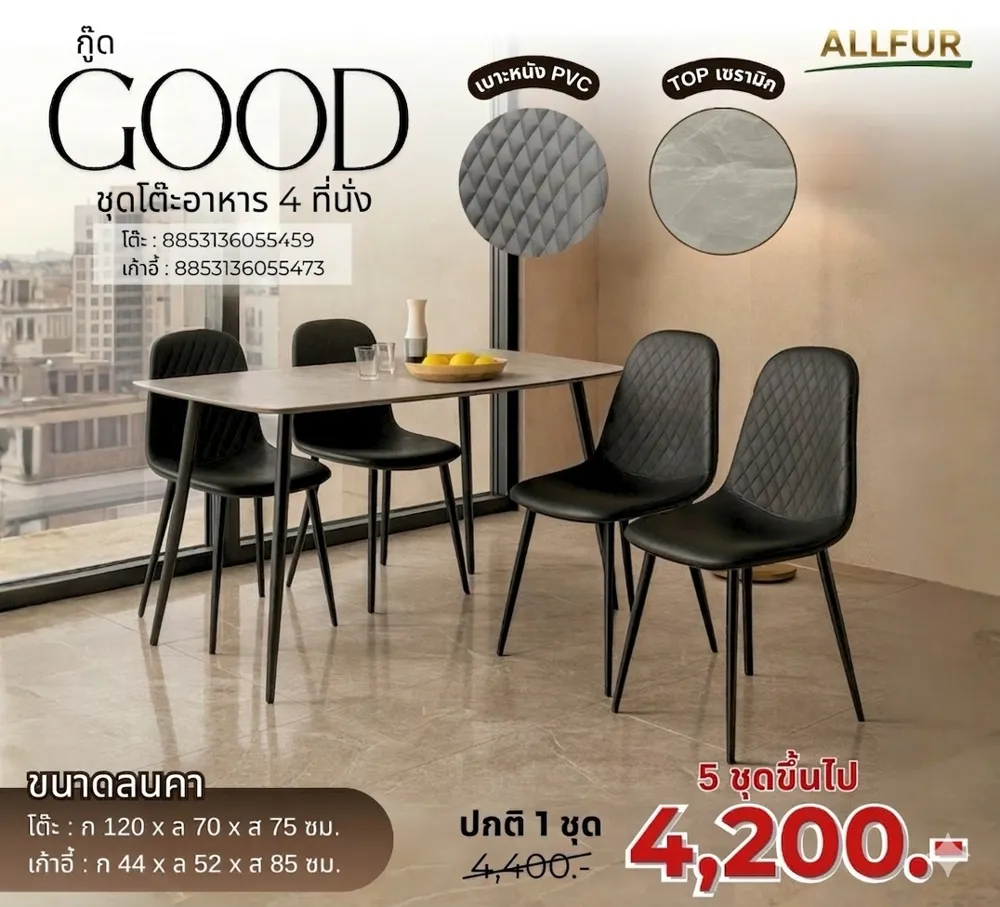 กู๊ด
GOOD
ชุดโต๊ะอาหาร 4 ที่นั่ง
โต๊ะ : 8853136055459
เก้าอี้ : 8853136055473
เบาะหนัง PVC
TOP เซรามิก
ALLFUR
ขนาดลนคา
โต๊ะ : ก 120 x ล 70 x ส 75 ซม.
เก้าอี้ : ก 44 x ล 52 x ส 85 ซม.
ปกติ 1 ชุด
4,400.-
5 ชุดขึ้นไป
4,200.-